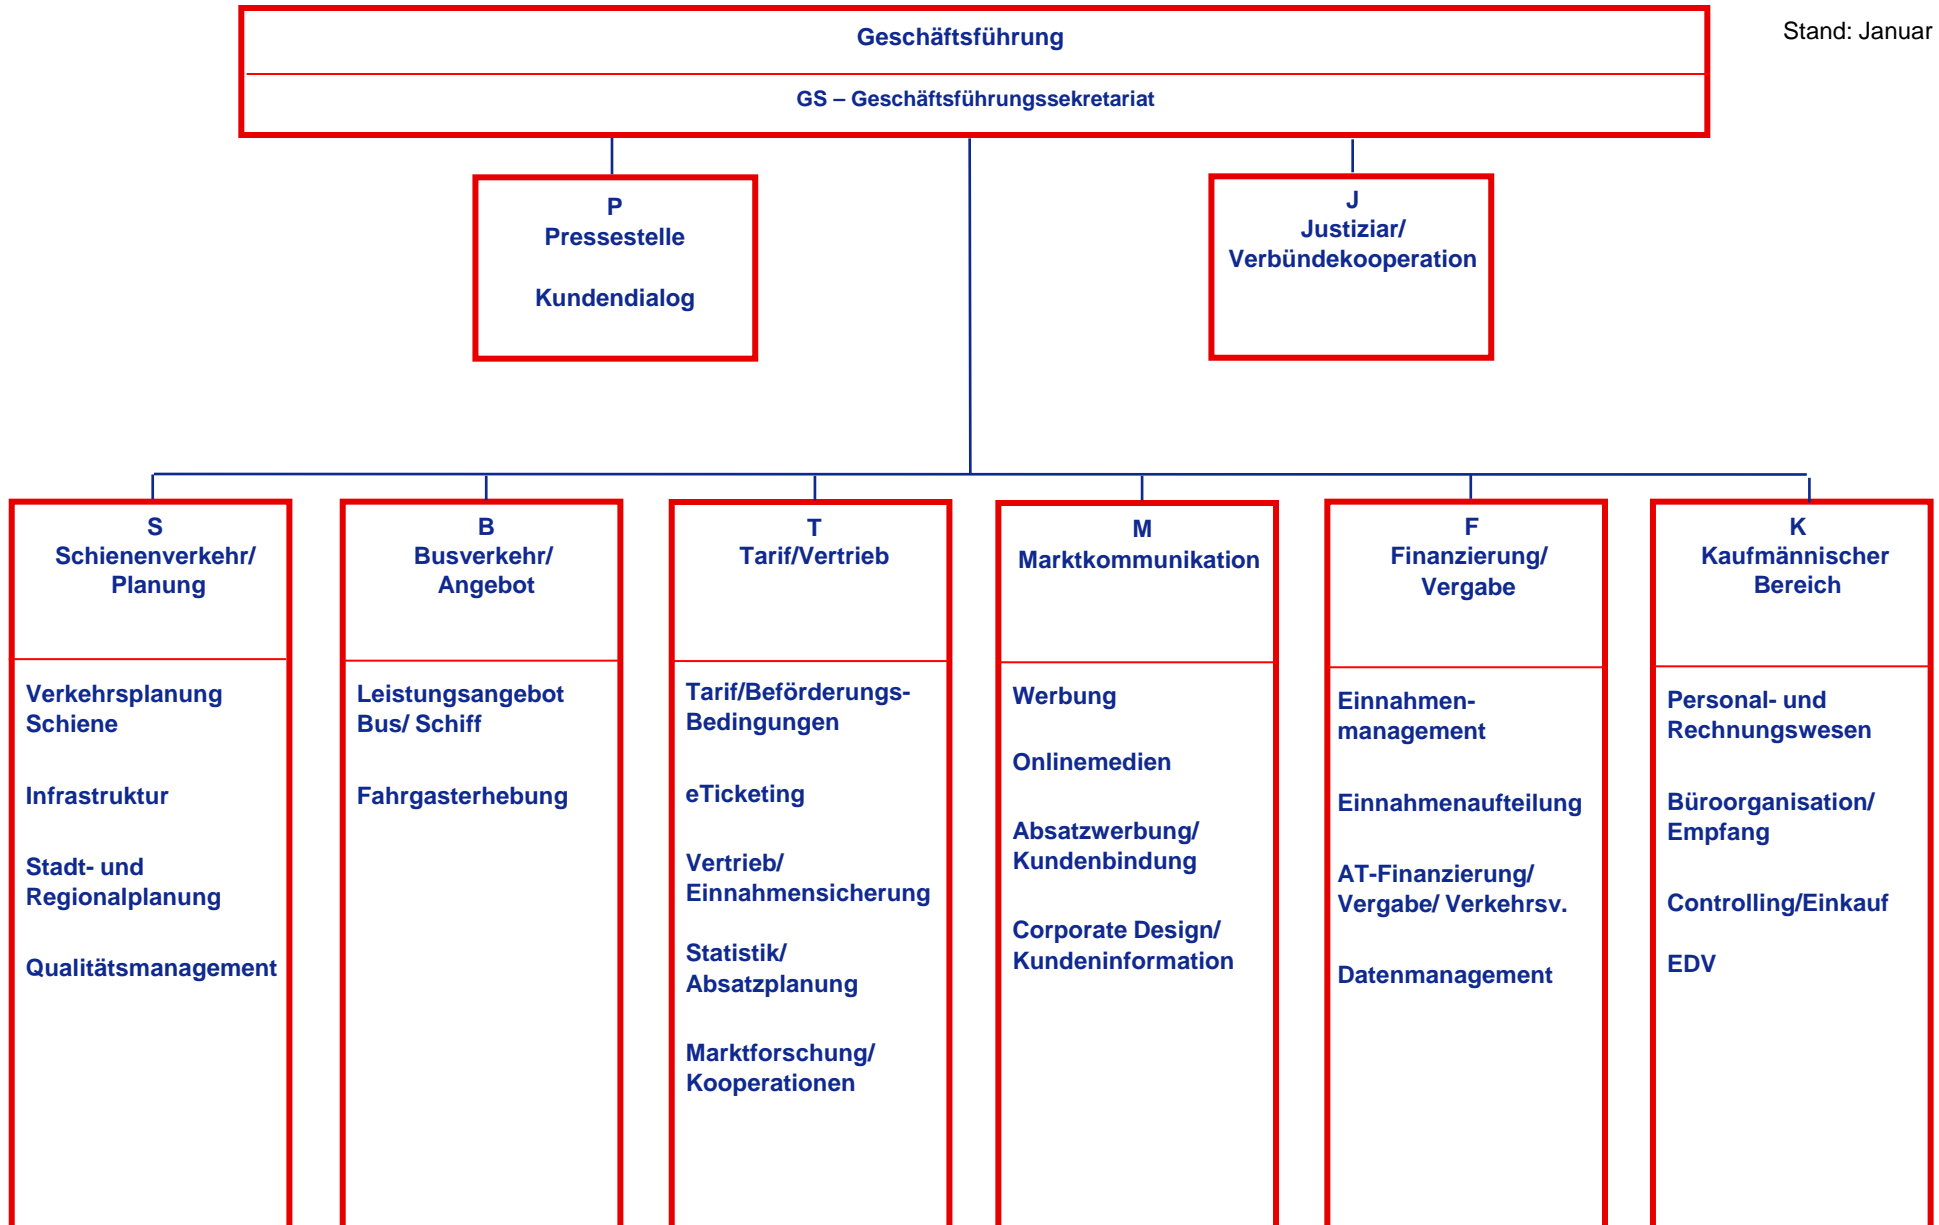 Geschäftsführung
Stand: Januar
GS – Geschäftsführungssekretariat
P
Pressestelle
Kundendialog
J
Justiziar/
Verbündekooperation
S
Schienenverkehr/
Planung
Verkehrsplanung
Schiene
Infrastruktur
Stadt- und
Regionalplanung
Qualitätsmanagement
B
Busverkehr/
Angebot
Leistungsangebot
Bus/ Schiff
Fahrgasterhebung
T
Tarif/Vertrieb
Tarif/Beförderungs-
Bedingungen
eTicketing
Vertrieb/
Einnahmensicherung
Statistik/
Absatzplanung
Marktforschung/
Kooperationen
M
Marktkommunikation
Werbung
Onlinemedien
Absatzwerbung/
Kundenbindung
Corporate Design/
Kundeninformation
F
Finanzierung/
Vergabe
Einnahmen-
management
Einnahmenaufteilung
AT-Finanzierung/
Vergabe/ Verkehrsv.
Datenmanagement
K
Kaufmännischer
Bereich
Personal- und
Rechnungswesen
Büroorganisation/
Empfang
Controlling/Einkauf
EDV